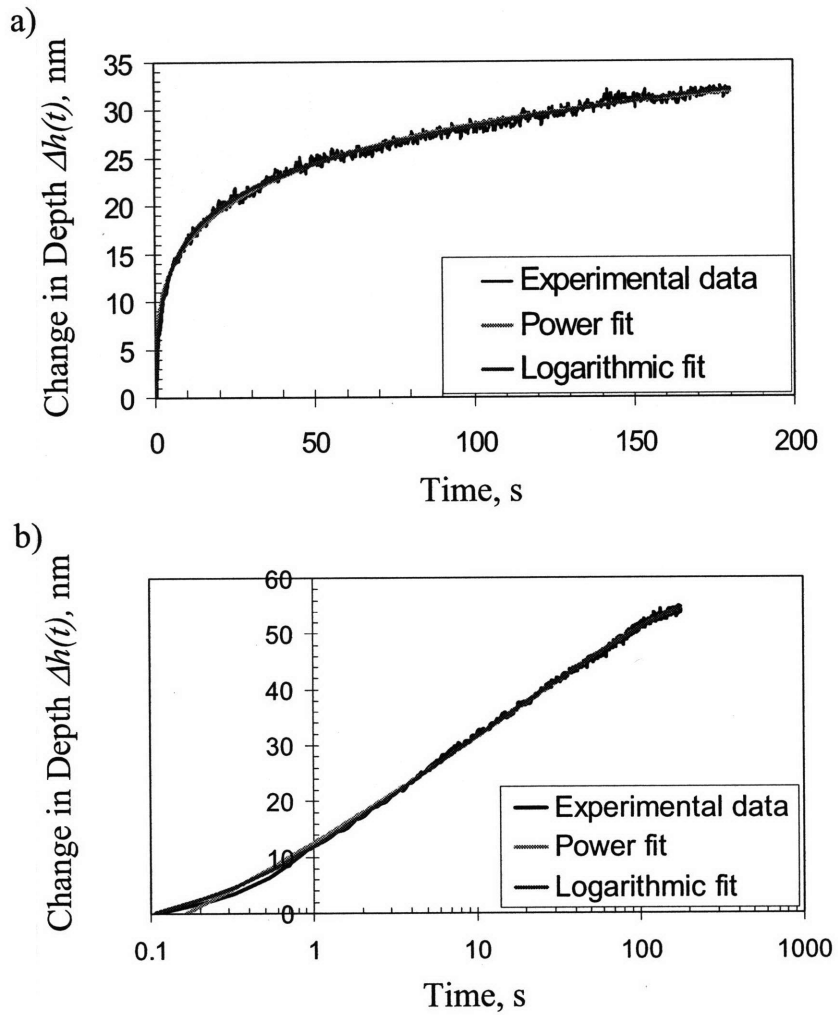 a)
Change in Depth Δh(t), nm
35
30
25
20
15
10
5
0
Experimental data
Power fit
Logarithmic fit
0 50 100 150 200
Time, s
b)
Change in Depth Δh(t), nm
60
50
40
30
20
10
0
Experimental data
Power fit
Logarithmic fit
0.1 1 10 100 1000
Time, s